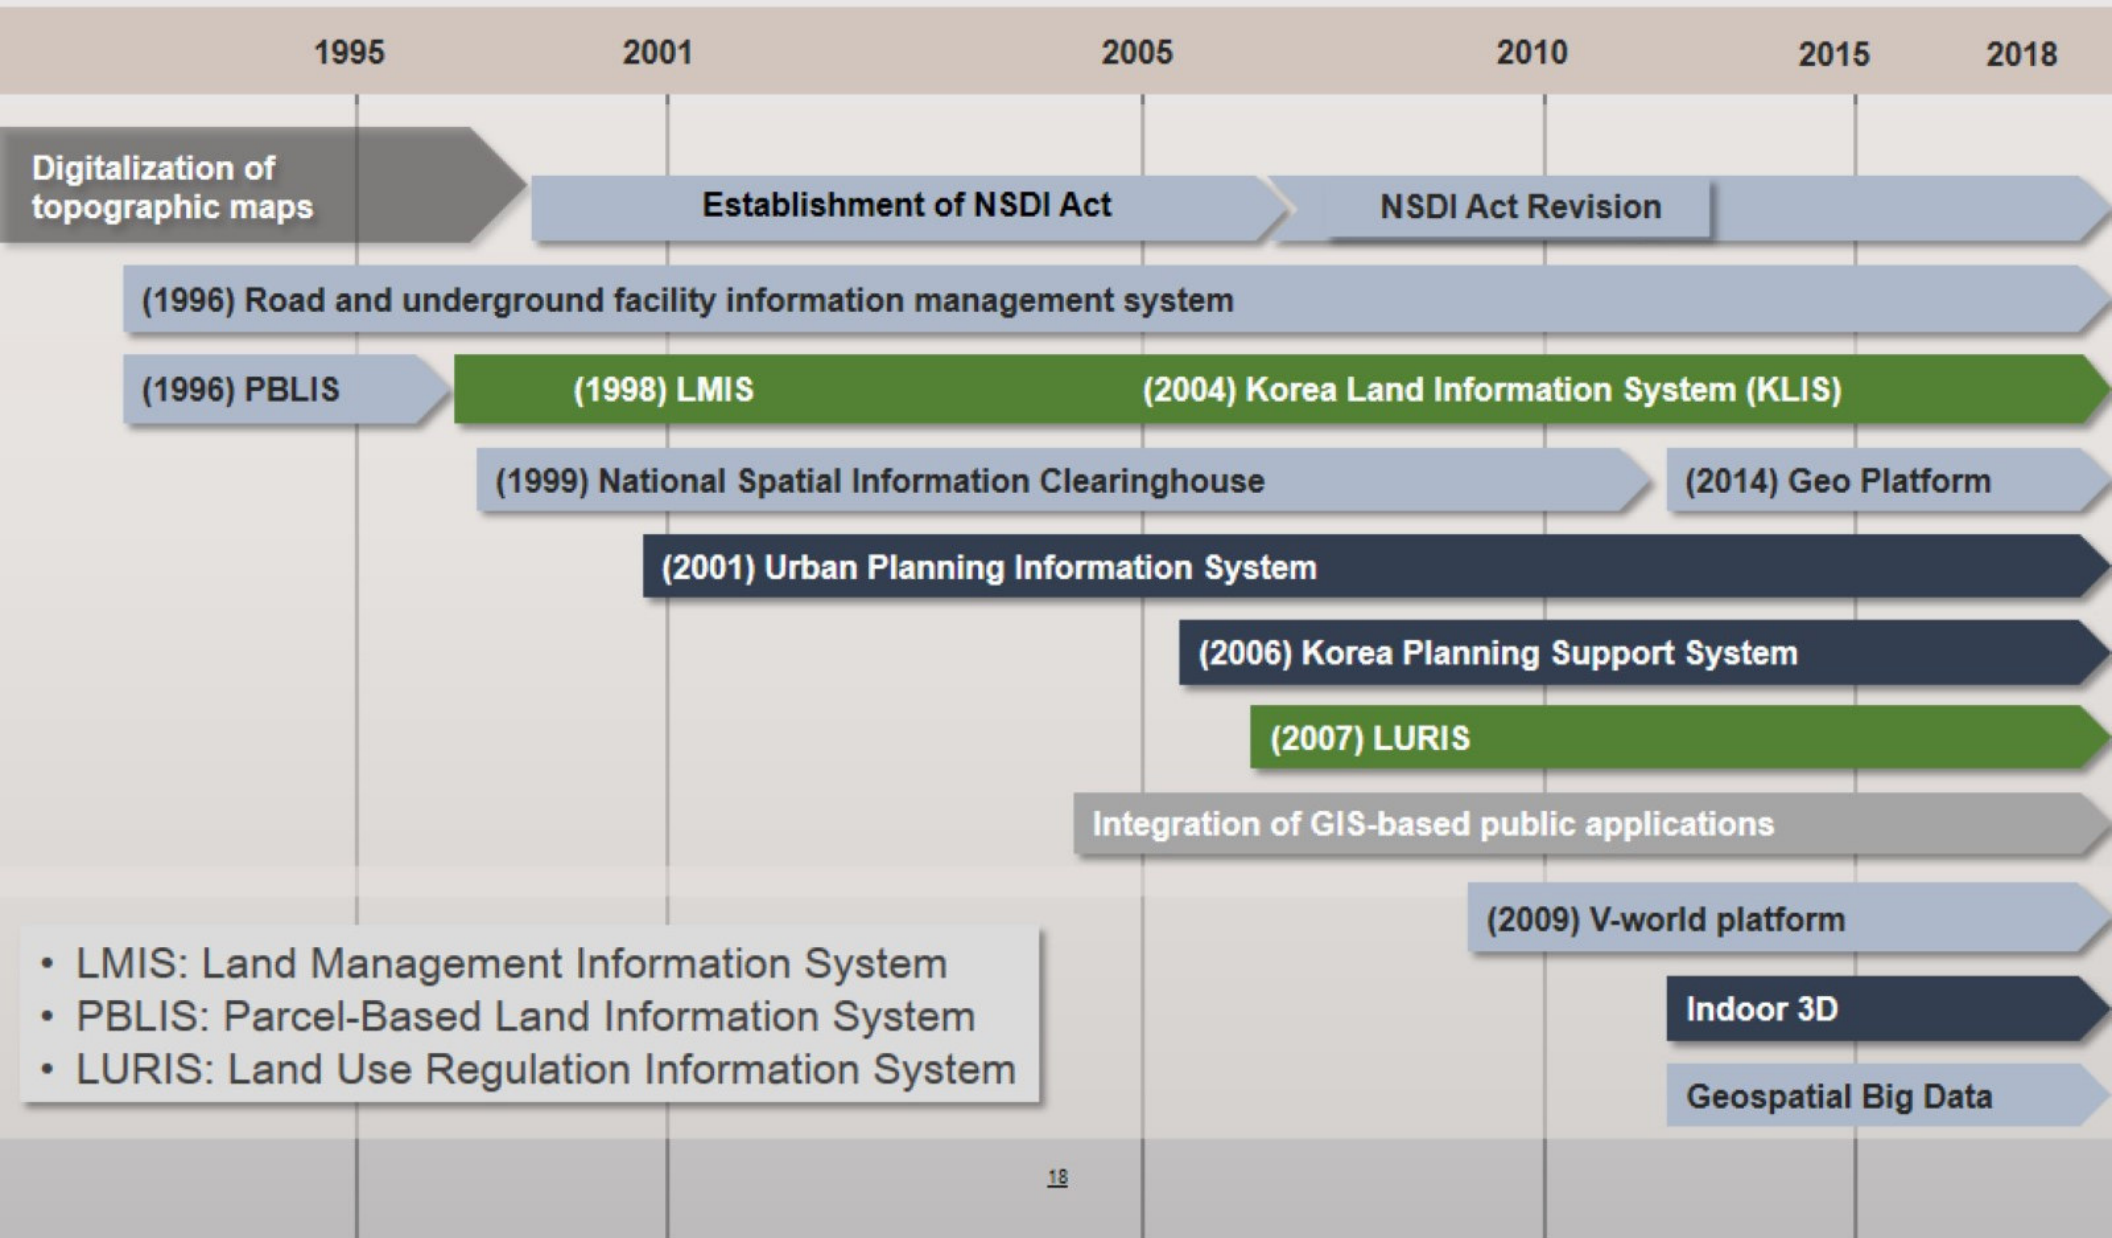 1995 2001 2005 2010 2015 2018
Digitalization of
topographic maps
Establishment of NSDI Act
NSDI Act Revision
(1996) Road and underground facility information management system
(1996) PBLIS
(1998) LMIS
(2004) Korea Land Information System (KLIS)
(1999) National Spatial Information Clearinghouse
(2014) Geo Platform
(2001) Urban Planning Information System
(2006) Korea Planning Support System
(2007) LURIS
Integration of GIS-based public applications
(2009) V-world platform
• LMIS: Land Management Information System
• PBLIS: Parcel-Based Land Information System
• LURIS: Land Use Regulation Information System
Indoor 3D
Geospatial Big Data
18